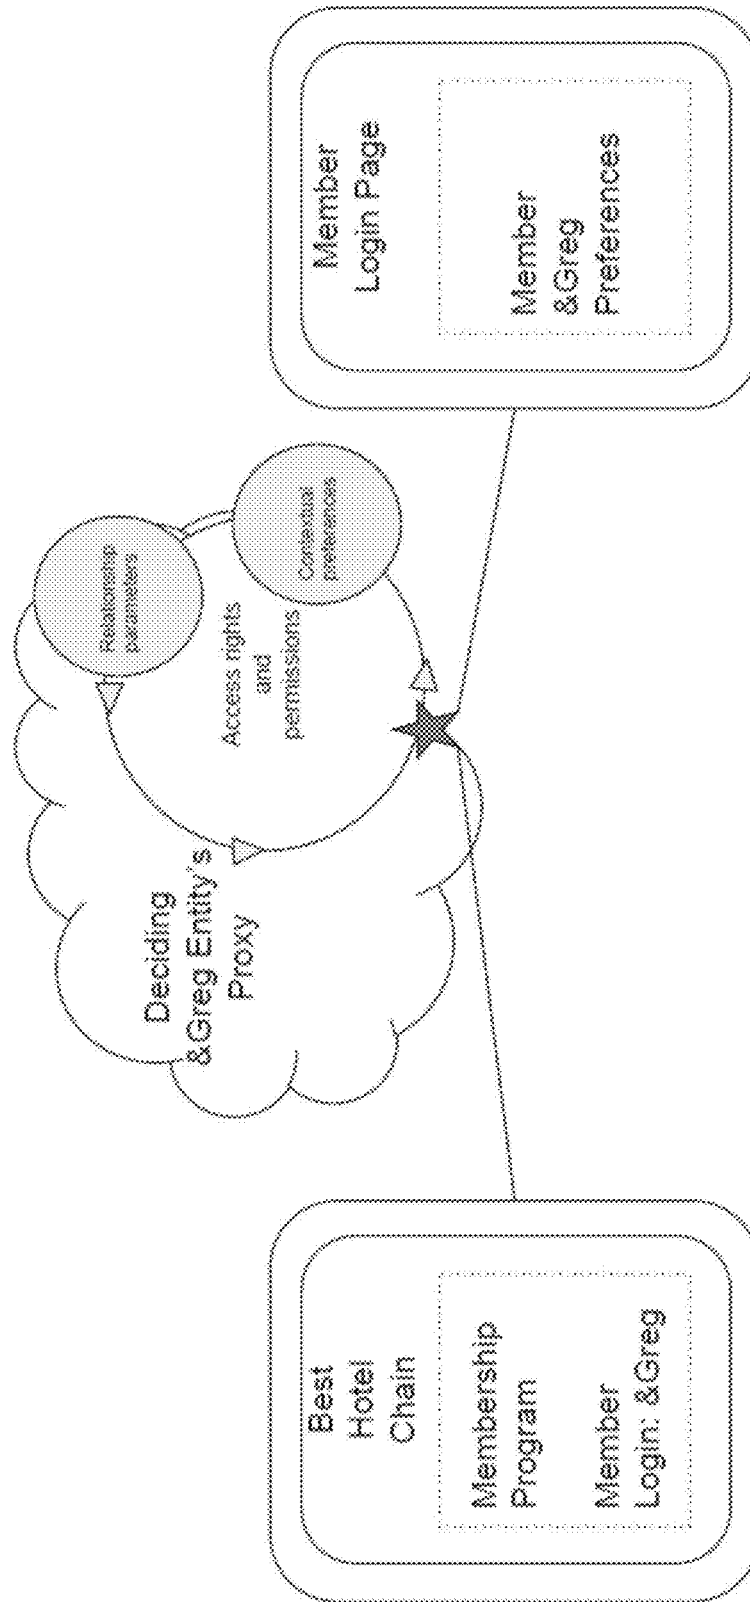 Best
Hotel
Chain
Membership
Program
Member
Login: &Greg
Deciding
&Greg Entity's
Proxy
Relationship
parameters
Access rights
and
permissions
Contextual
preferences
Member
Login Page
Member
&Greg
Preferences